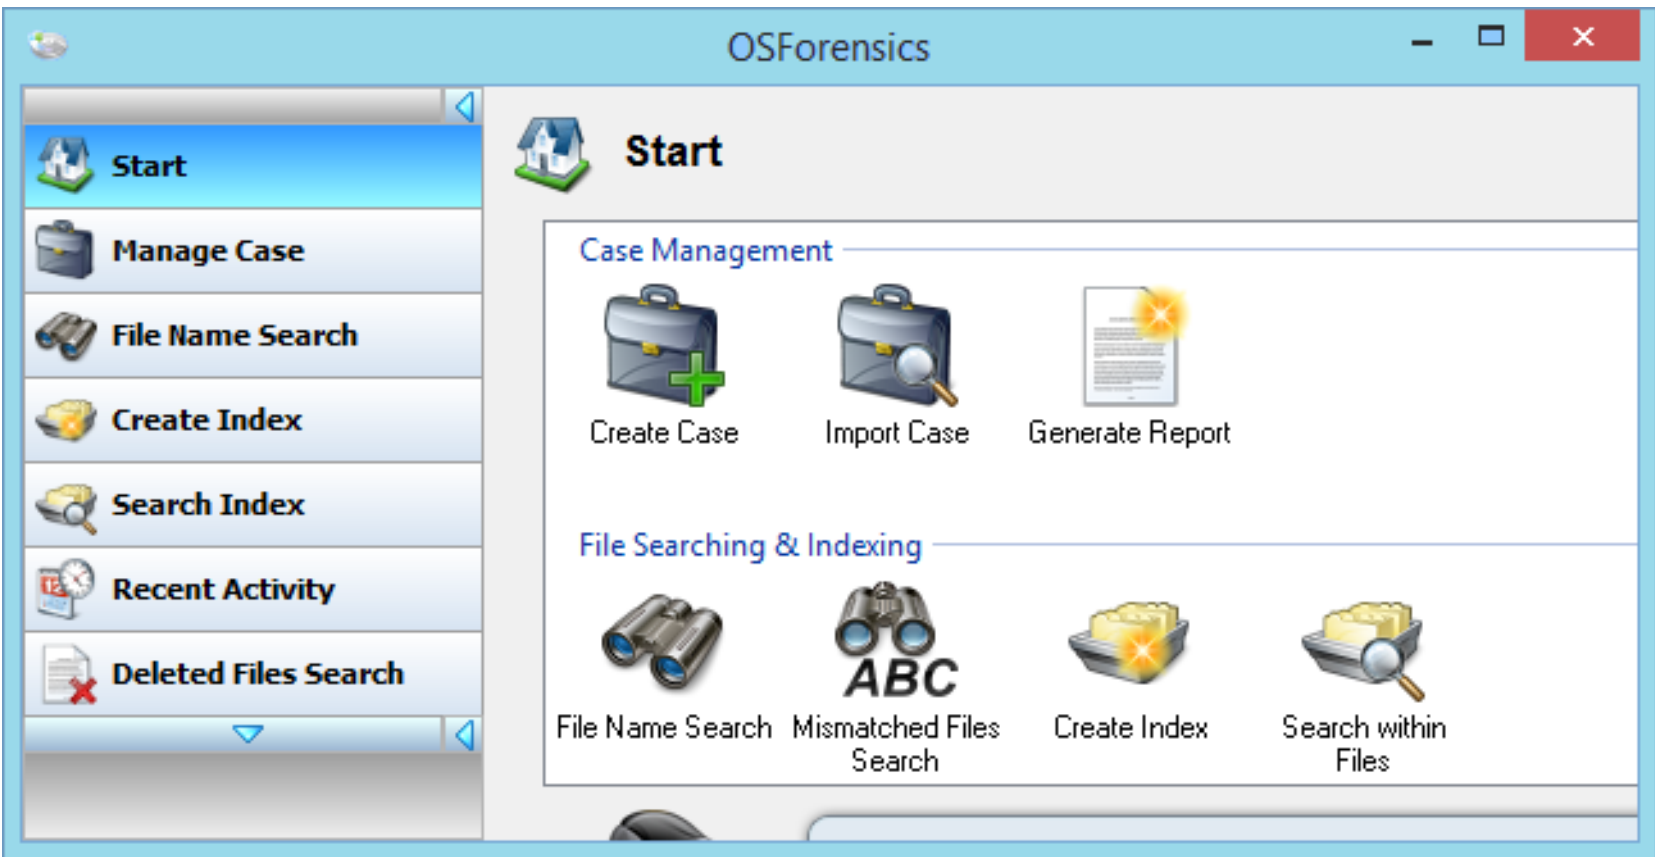 OSForensics
Start
Manage Case
File Name Search
Create Index
Search Index
Recent Activity
Deleted Files Search
Start
Case Management
Create Case
Import Case
Generate Report
File Searching & Indexing
ABC
File Name Search
Mismatched Files
Search
Create Index
Search within
Files